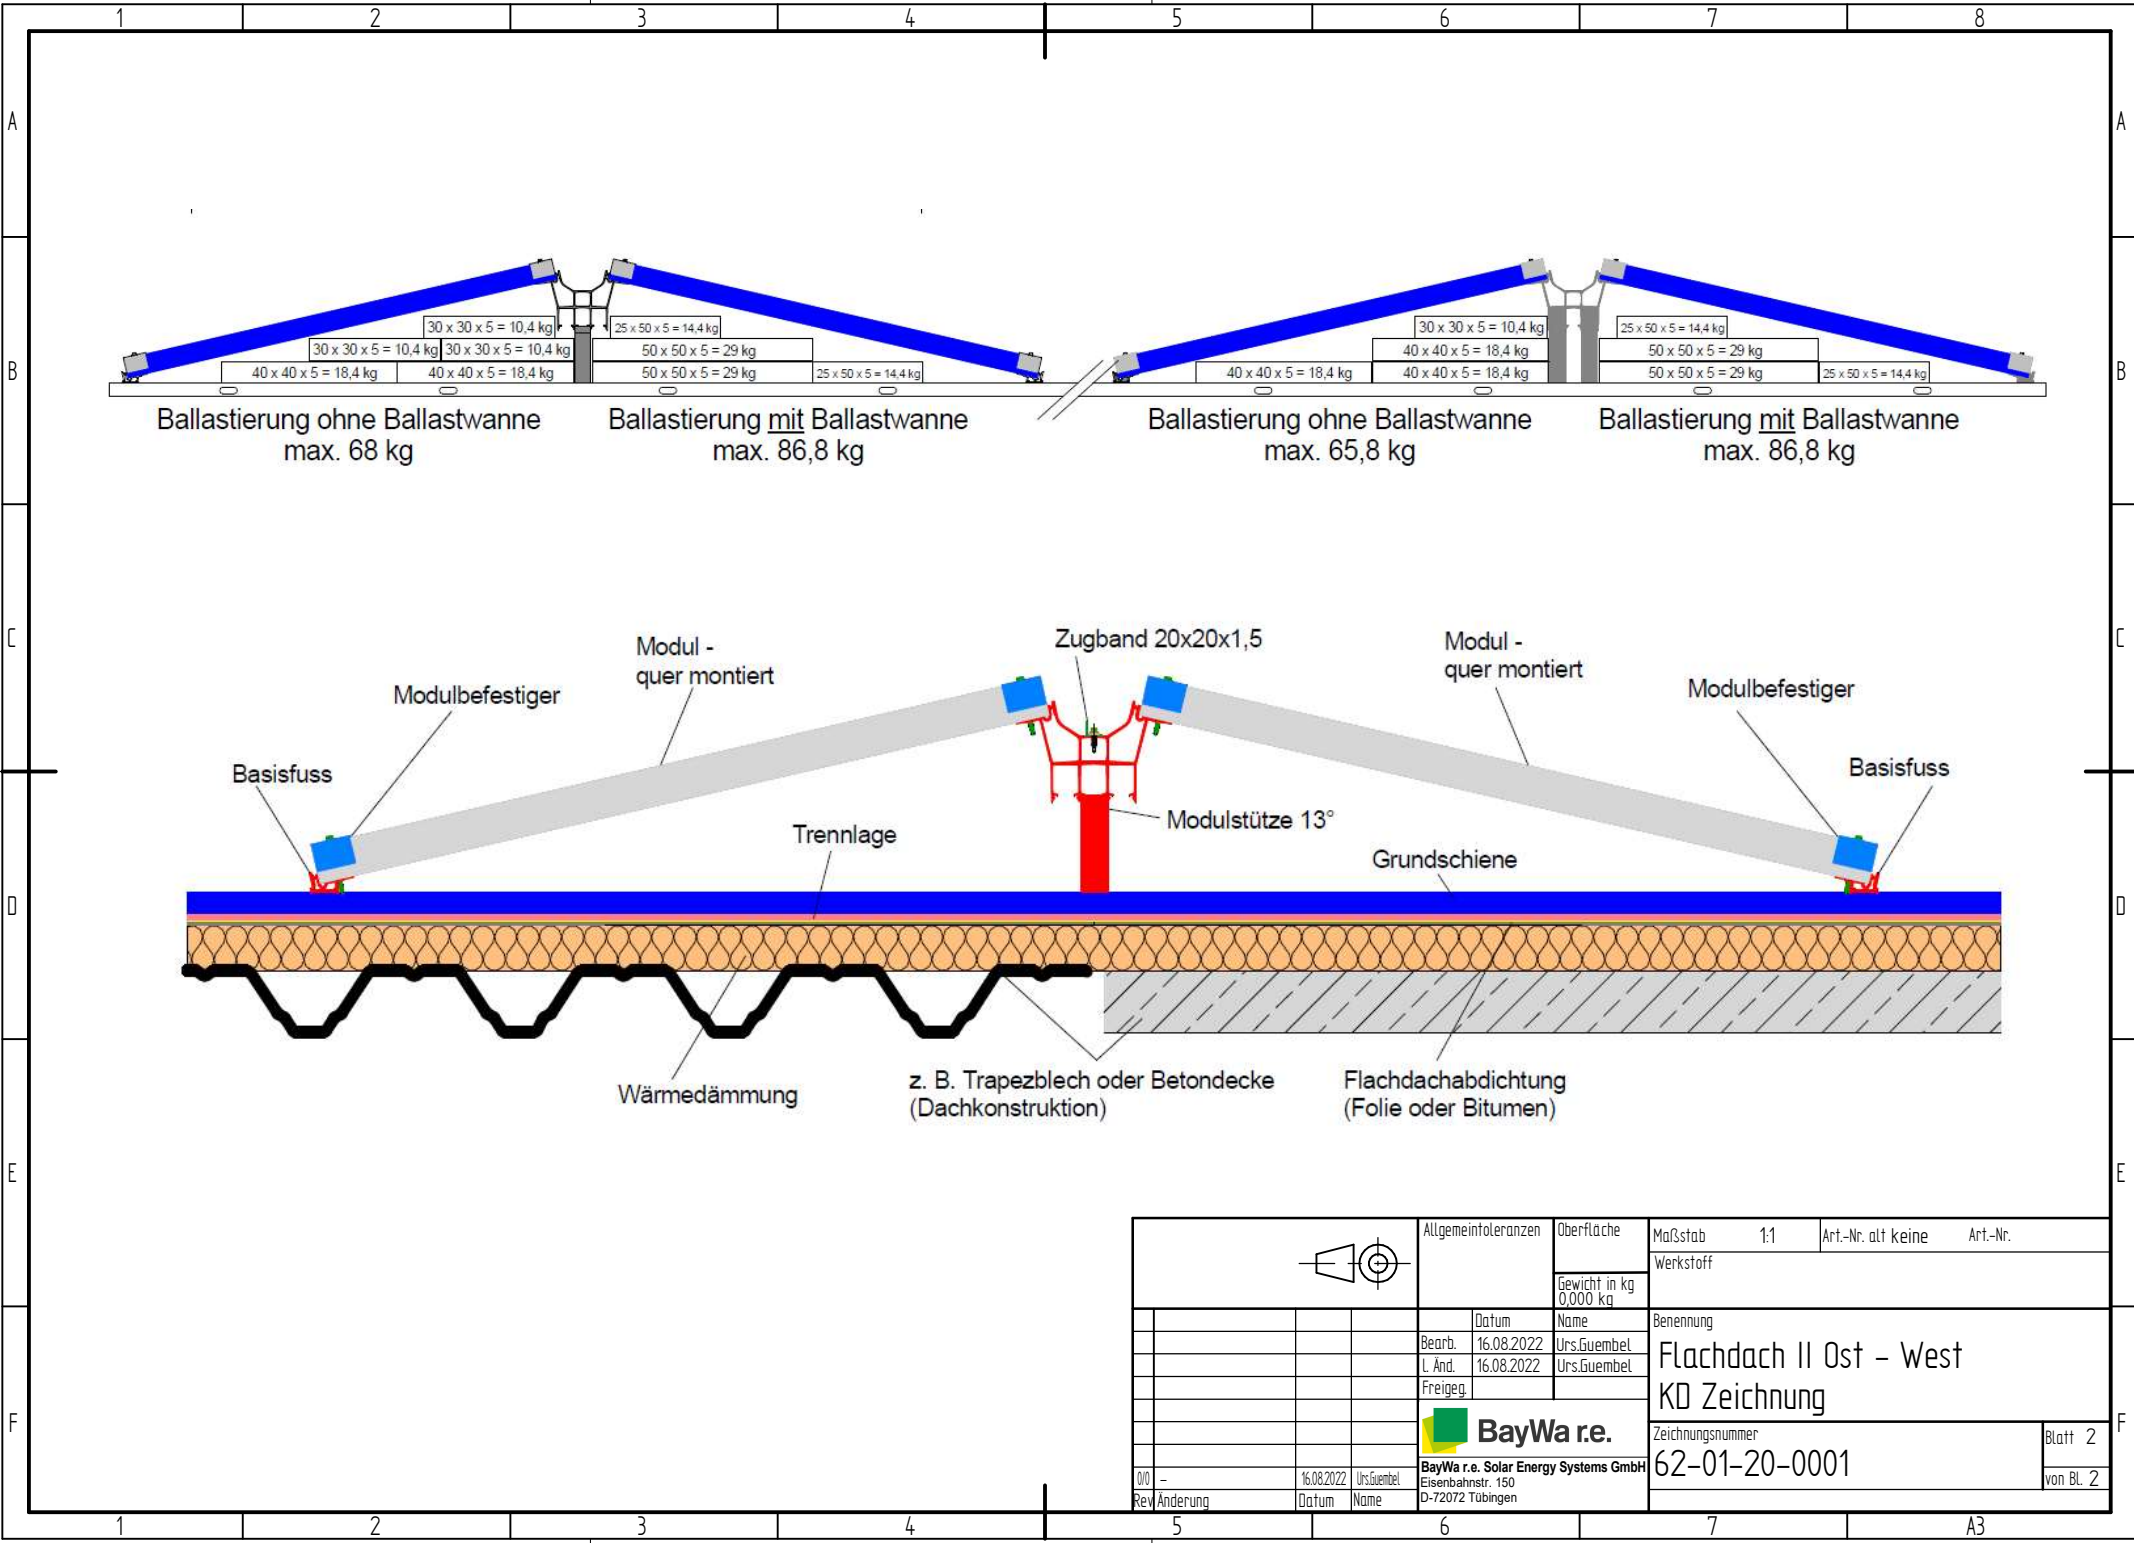 1 2 3 4 5 6 7 8
A A
B B
C C
D D
E E
F F
30 x 30 x 5 = 10,4 kg
25 x 50 x 5 = 14,4 kg
30 x 30 x 5 = 10,4 kg
30 x 30 x 5 = 10,4 kg
50 x 50 x 5 = 29 kg
40 x 40 x 5 = 18,4 kg
40 x 40 x 5 = 18,4 kg
50 x 50 x 5 = 29 kg
25 x 50 x 5 = 14,4 kg
Ballastierung ohne Ballastwanne
max. 68 kg
Ballastierung mit Ballastwanne
max. 86,8 kg
30 x 30 x 5 = 10,4 kg
25 x 50 x 5 = 14,4 kg
40 x 40 x 5 = 18,4 kg
50 x 50 x 5 = 29 kg
40 x 40 x 5 = 18,4 kg
40 x 40 x 5 = 18,4 kg
50 x 50 x 5 = 29 kg
25 x 50 x 5 = 14,4 kg
Ballastierung ohne Ballastwanne
max. 65,8 kg
Ballastierung mit Ballastwanne
max. 86,8 kg
Zugband 20x20x1,5
Modul -
quer montiert
Modul -
quer montiert
Modulbefestiger
Modulbefestiger
Basisfuss
Basisfuss
Modulstütze 13°
Trennlage
Grundschiene
Wärmedämmung
z. B. Trapezblech oder Betondecke
(Dachkonstruktion)
Flachdachabdichtung
(Folie oder Bitumen)
Allgemeintoleranzen
Oberfläche
Gewicht in kg
0,000 kg
Maßstab 1:1
Art.-Nr. alt keine Art.-Nr.
Werkstoff
Datum Name
Bearb. 16.08.2022 Urs.Guembel
L. Änd. 16.08.2022 Urs.Guembel
Freigeg.
Benennung
Flachdach II Ost - West
KD Zeichnung
BayWa r.e.
BayWa r.e. Solar Energy Systems GmbH
Eisenbahnstr. 150
D-72072 Tübingen
Zeichnungsnummer
62-01-20-0001
Blatt 2
von Bl. 2
0/0 - 16.08.2022 Urs.Guembel
Rev Änderung Datum Name
1 2 3 4 5 6 7 A3